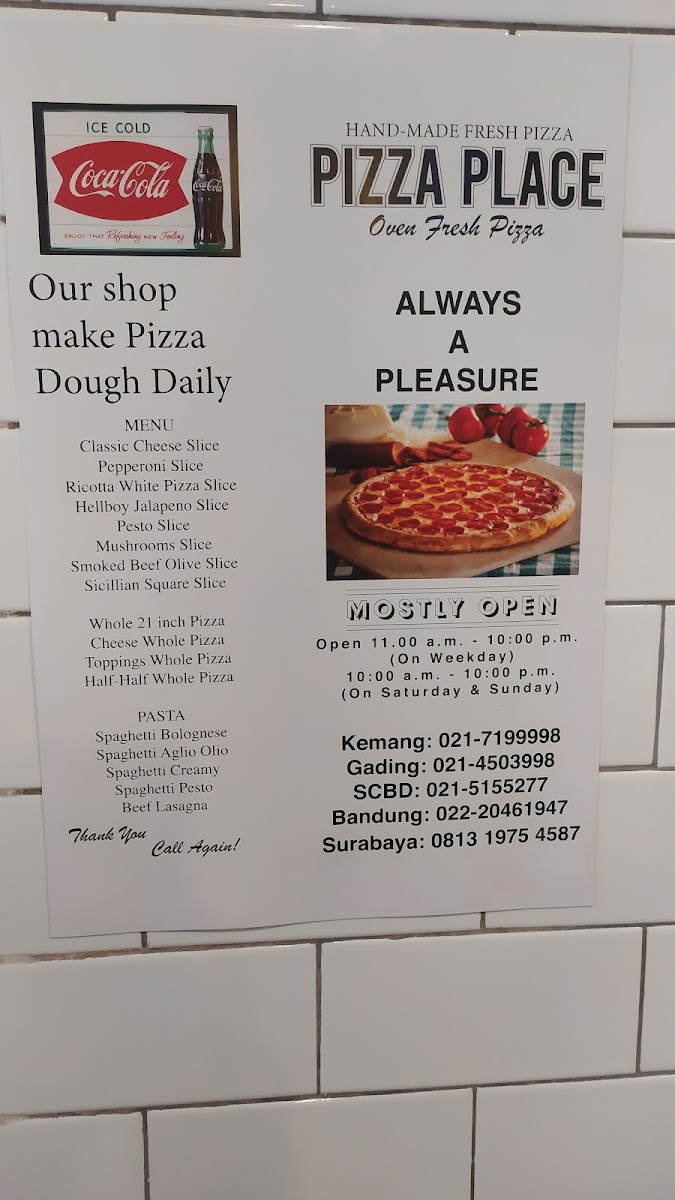 ICE COLD
Coca-Cola
Coca-Cola
ENJOY THAT Refreshing NEW Feeling
Our shop
make Pizza
Dough Daily
MENU
Classic Cheese Slice
Pepperoni Slice
Ricotta White Pizza Slice
Hellboy Jalapeno Slice
Pesto Slice
Mushrooms Slice
Smoked Beef Olive Slice
Sicillian Square Slice
Whole 21 inch Pizza
Cheese Whole Pizza
Toppings Whole Pizza
Half-Half Whole Pizza
PASTA
Spaghetti Bolognese
Spaghetti Aglio Olio
Spaghetti Creamy
Spaghetti Pesto
Beef Lasagna
Thank You
Call Again!
HAND-MADE FRESH PIZZA
PIZZA PLACE
Oven Fresh Pizza
ALWAYS
A
PLEASURE
MOSTLY OPEN
Open 11.00 a.m. - 10:00 p.m.
(On Weekday)
10:00 a.m. - 10:00 p.m.
(On Saturday & Sunday)
Kemang: 021-7199998
Gading: 021-4503998
SCBD: 021-5155277
Bandung: 022-20461947
Surabaya: 0813 1975 4587